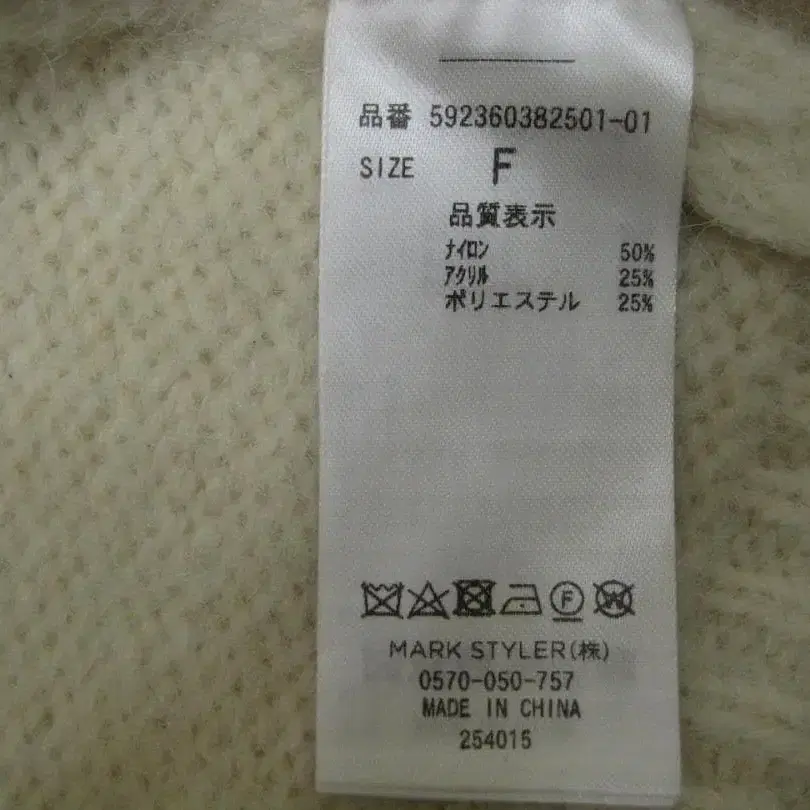 品番 592360382501-01
SIZE F
品質表示
ナイロン 50%
アクリル 25%
ポリエステル 25%
F W
MARK STYLER(株)
0570-050-757
MADE IN CHINA
254015